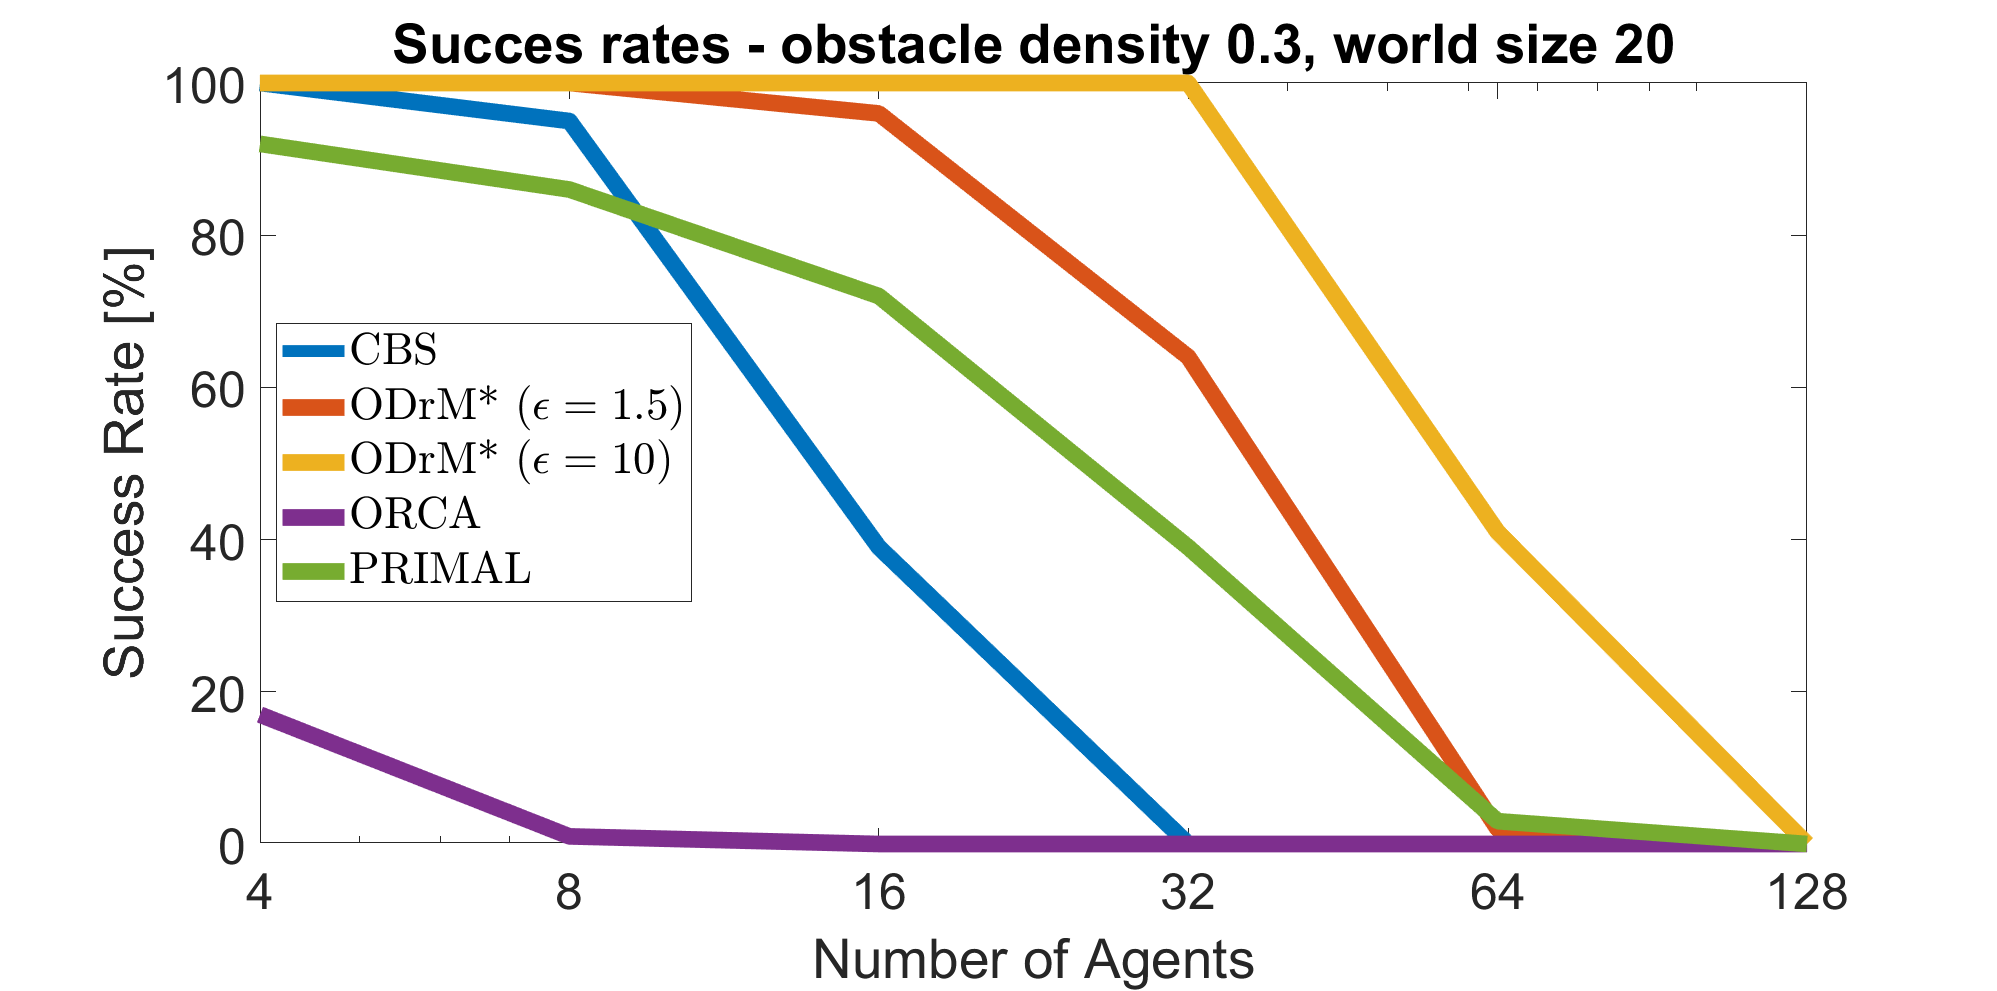 Succes rates - obstacle density 0.3, world size 20
Success Rate [%]
100
80
60
40
20
0
CBS
ODrM* (ϵ = 1.5)
ODrM* (ϵ = 10)
ORCA
PRIMAL
4 8 16 32 64 128
Number of Agents